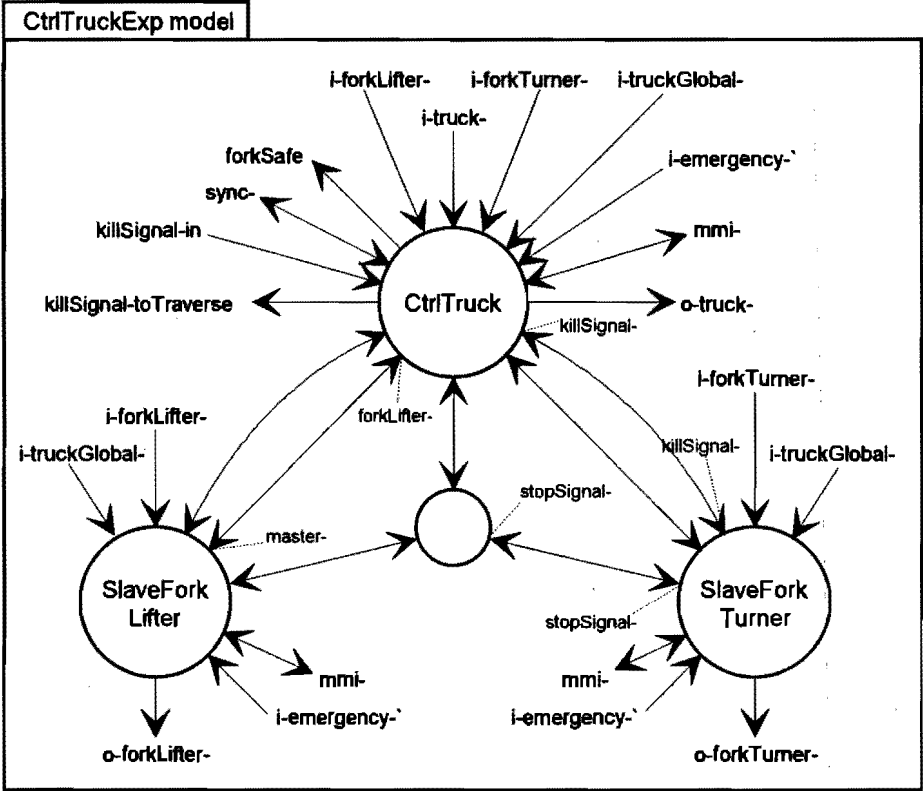 CtrlTruckExp model
i-forkLifter-
i-forkTurner-
i-truckGlobal-
i-truck-
forkSafe
i-emergency-`
sync-
killSignal-in
mmi-
killSignal-toTraverse
CtrlTruck
o-truck-
killSignal-
i-forkTurner-
forkLifter-
i-forkLifter-
i-truckGlobal-
killSignal-
i-truckGlobal-
stopSignal-
master-
SlaveFork
Lifter
SlaveFork
Turner
stopSignal-
mmi-
mmi-
i-emergency-`
i-emergency-`
o-forkLifter-
o-forkTurner-